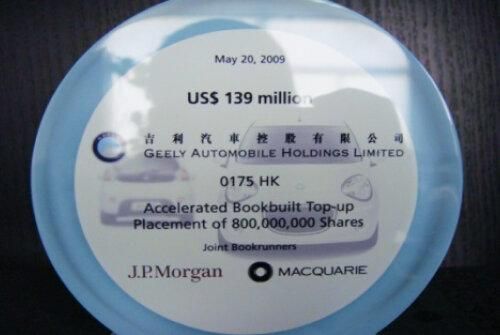 May 20, 2009
US$ 139 million
吉利汽車控股有限公司
GEELY AUTOMOBILE HOLDINGS LIMITED
0175 HK
Accelerated Bookbuilt Top-up
Placement of 800,000,000 Shares
Joint Bookrunners
J.P.Morgan MACQUARIE